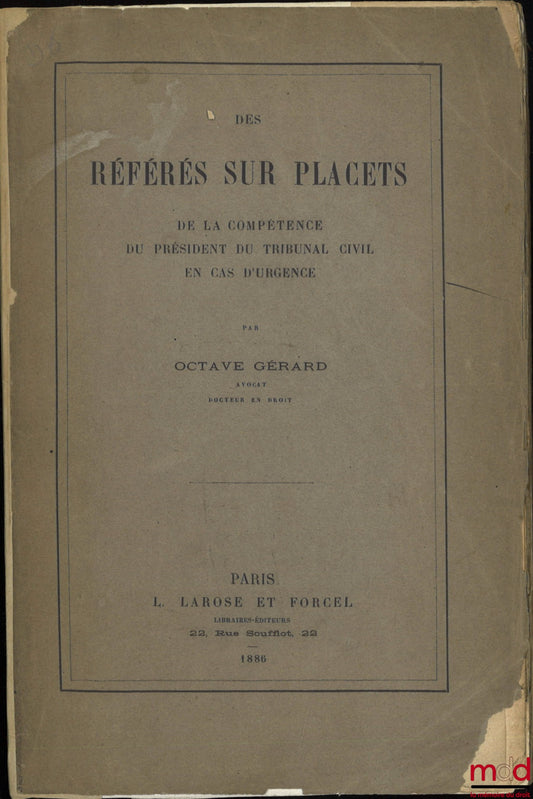 DES
RÉFÉRÉS SUR PLACETS
DE LA COMPÉTENCE
DU PRÉSIDENT DU TRIBUNAL CIVIL
EN CAS D'URGENCE
PAR
OCTAVE GÉRARD
AVOCAT
DOCTEUR EN DROIT
PARIS
L. LAROSE ET FORCEL
LIBRAIRES-ÉDITEURS
22, Rue Soufflot, 22
1886
mdd